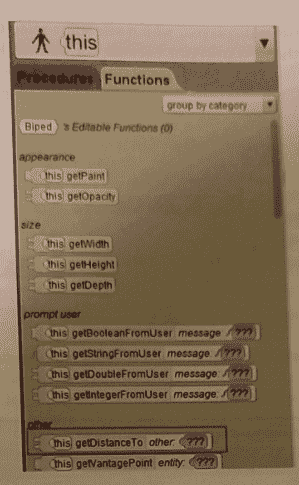 this
Procedures Functions
group by category
Biped 's Editable Functions (0)
appearance
this getPaint
this getOpacity
size
this getWidth
this getHeight
this getDepth
prompt user
this getBooleanFromUser message: ???
this getStringFromUser message: ???
this getDoubleFromUser message: ???
this getIntegerFromUser message: ???
other
this getDistanceTo other: ???
this getVantagePoint entity: ???